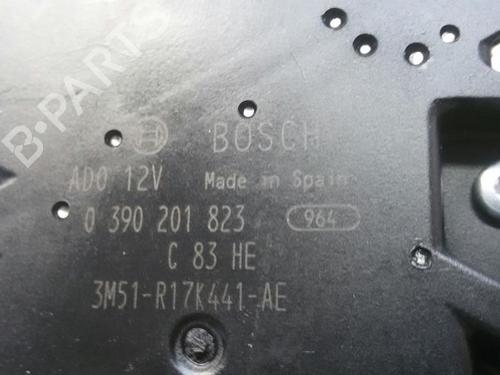 B-PARTS
BOSCH
ADO 12V Made in Spain
0 390 201 823 964
C 83 HE
3M51-R17K441-AE